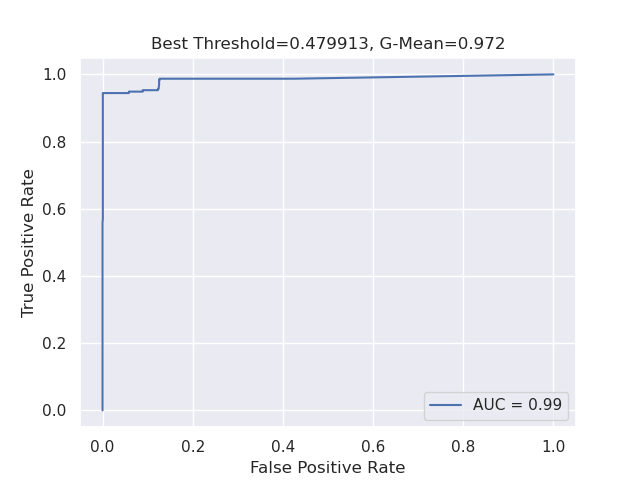 Best Threshold=0.479913, G-Mean=0.972
1.0
0.8
0.6
0.4
0.2
0.0
True Positive Rate
AUC = 0.99
0.0 0.2 0.4 0.6 0.8 1.0
False Positive Rate